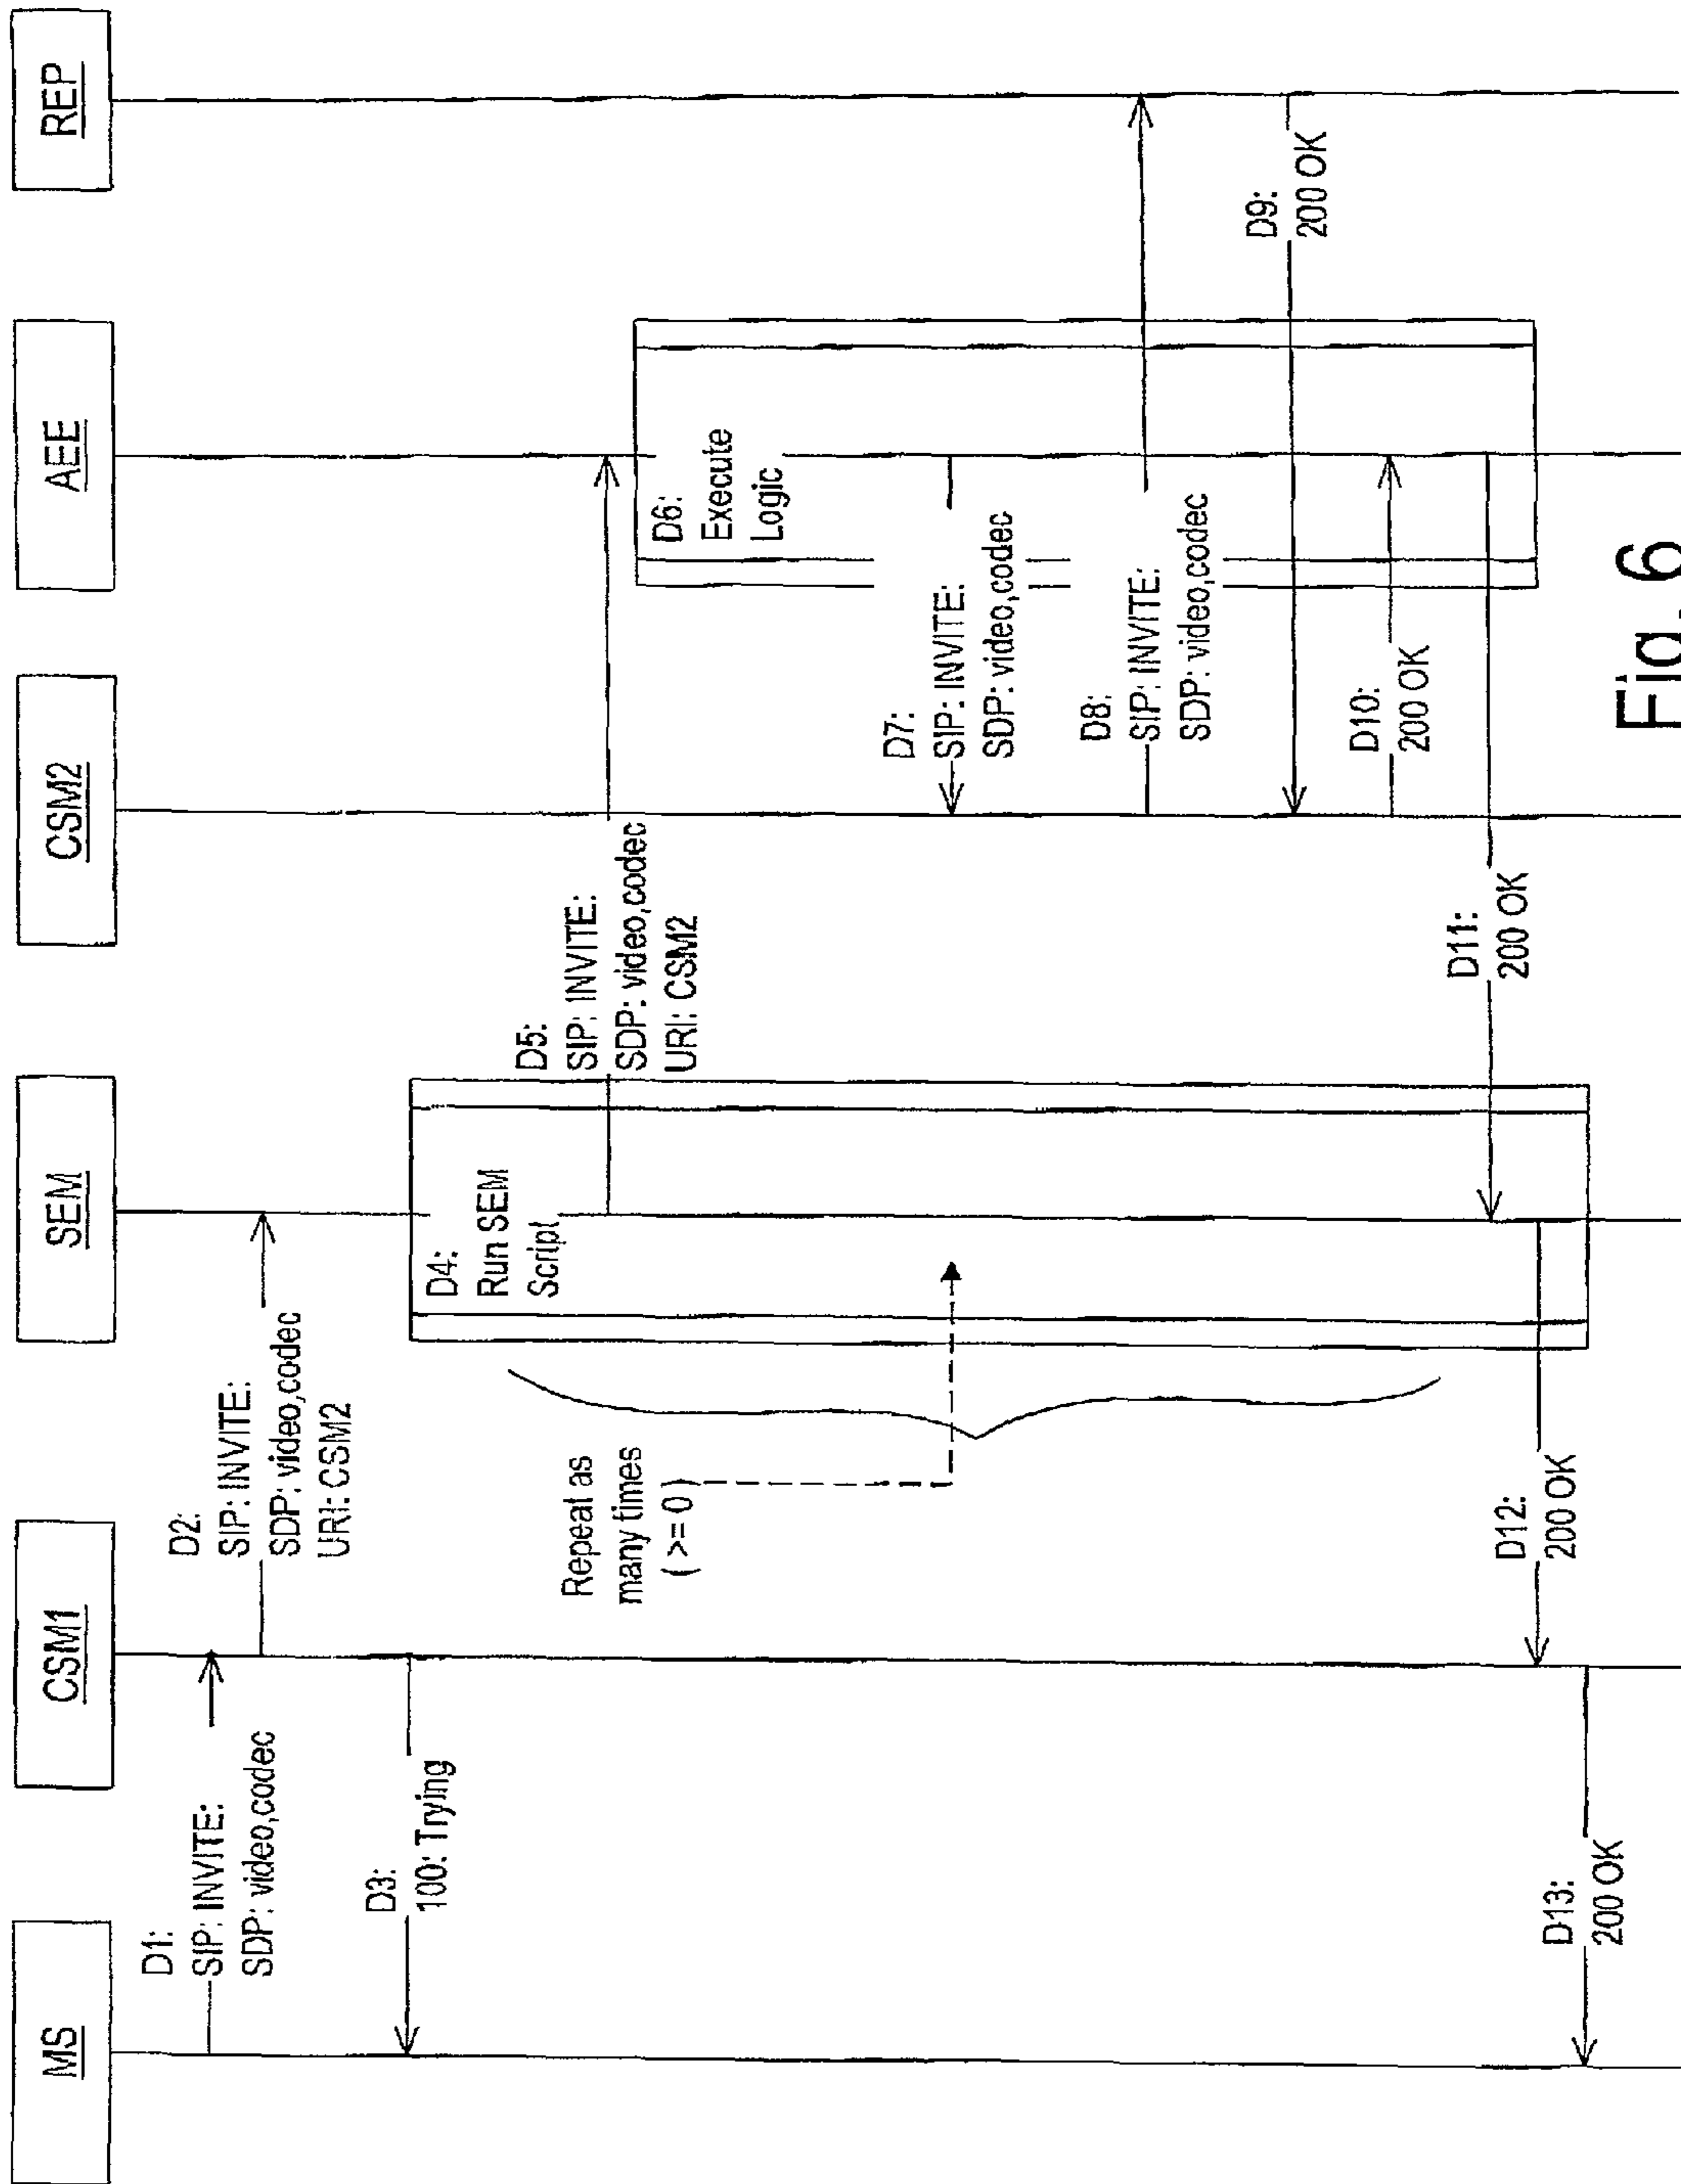 MS
CSM1
SEM
CSM2
AEE
REP
D1:
SIP: INVITE:
SDP: video,codec
D2:
SIP: INVITE:
SDP: video,codec
URI: CSM2
D3:
100: Trying
D4:
Run SEM
Script
D5:
SIP: INVITE:
SDP: video,codec
URI: CSM2
Repeat as
many times
( >= 0 )
D6:
Execute
Logic
D7:
SIP: INVITE:
SDP: video,codec
D8:
SIP: INVITE:
SDP: video,codec
D9:
200 OK
D10:
200 OK
D11:
200 OK
D12:
200 OK
D13:
200 OK
Fig. 6